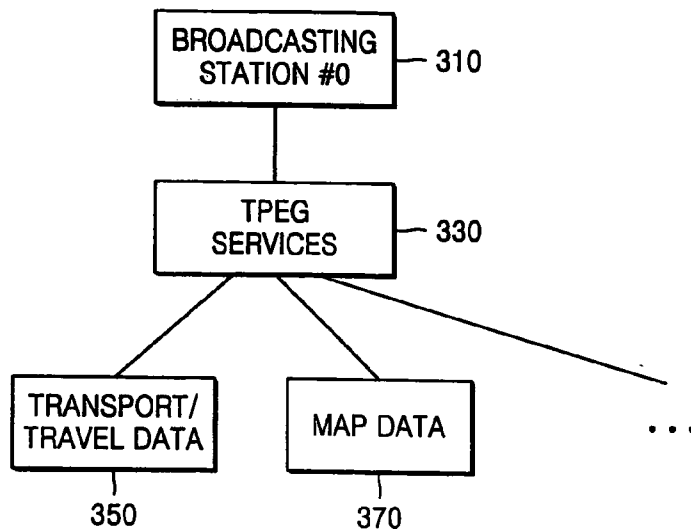 BROADCASTING
STATION #0
310
TPEG
SERVICES
330
TRANSPORT/
TRAVEL DATA
MAP DATA
...
350
370